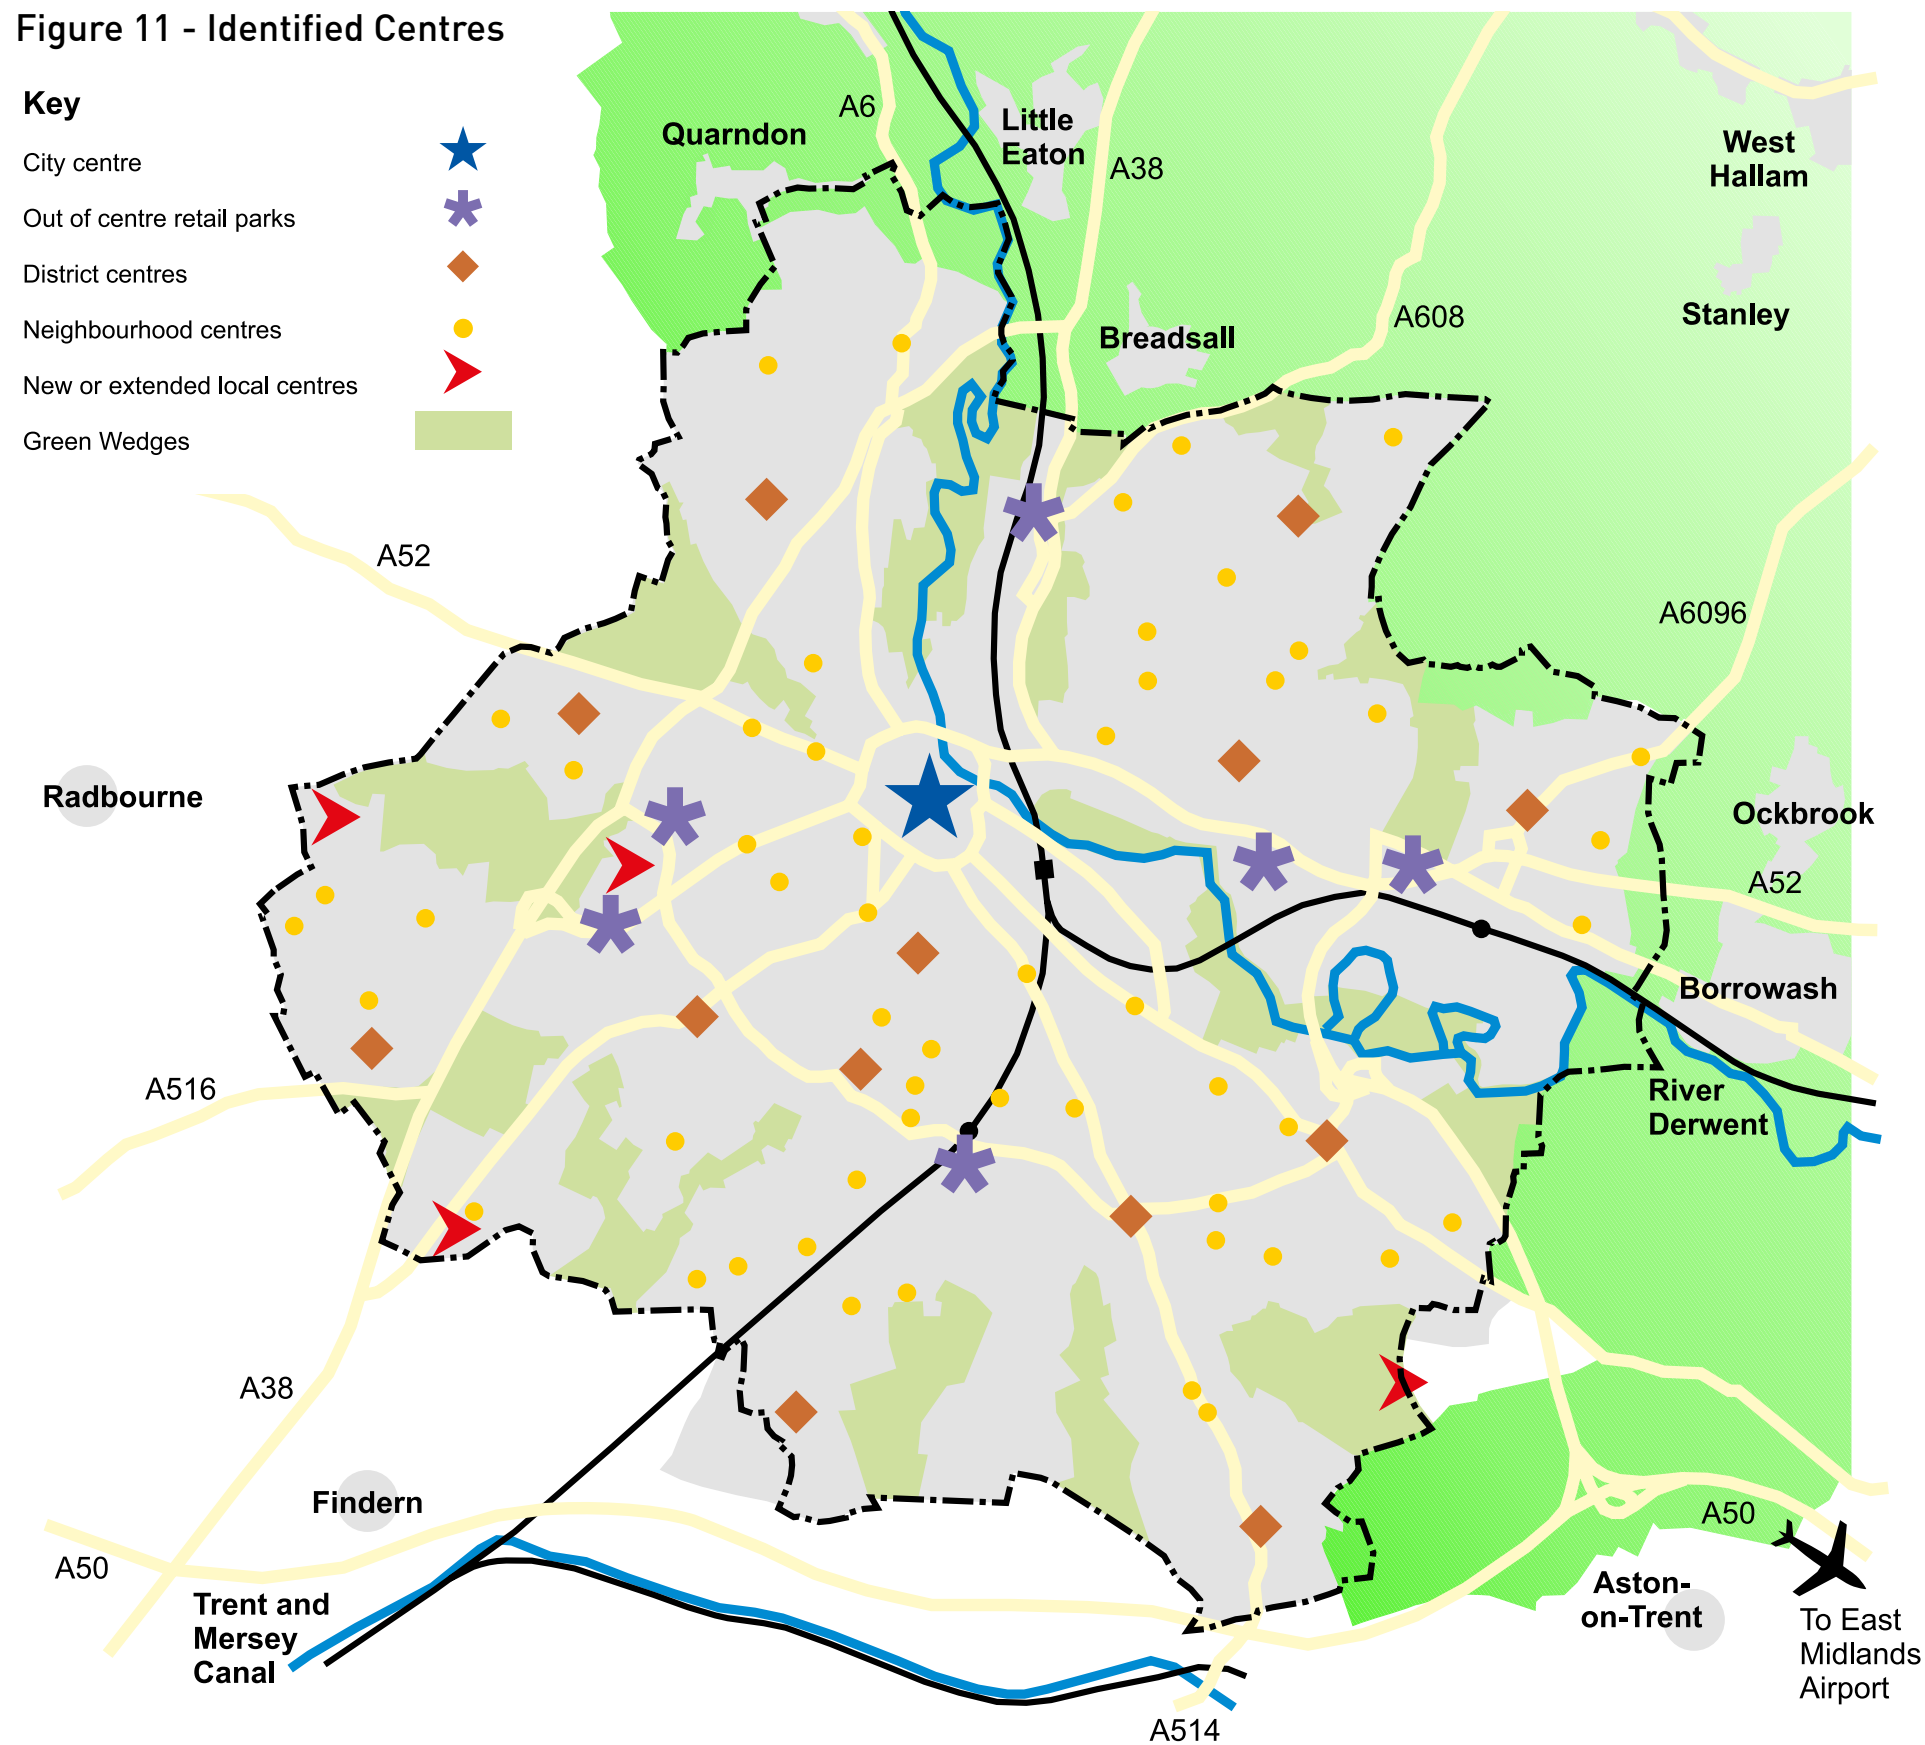 Figure 11 - Identified Centres
Key
City centre
Out of centre retail parks
District centres
Neighbourhood centres
New or extended local centres
Green Wedges
A6
Quarndon
Little
Eaton
A38
West
Hallam
Stanley
A608
Breadsall
A52
A6096
Radbourne
Ockbrook
A52
Borrowash
A516
River
Derwent
A38
Findern
A50
A50
Trent and
Mersey
Canal
Aston-
on-Trent
To East
Midlands
Airport
A514